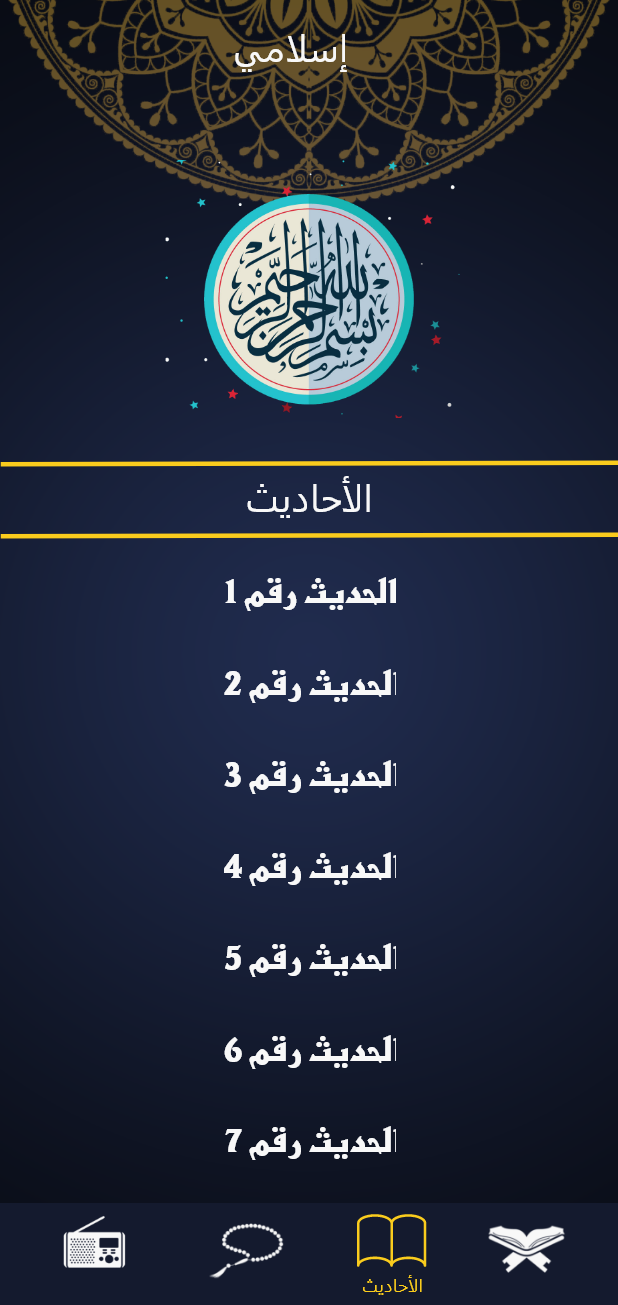 إسلامي
بسم الله الرحمن الرحيم
الأحاديث
الحديث رقم 1
الحديث رقم 2
الحديث رقم 3
الحديث رقم 4
الحديث رقم 5
الحديث رقم 6
الحديث رقم 7
الأحاديث